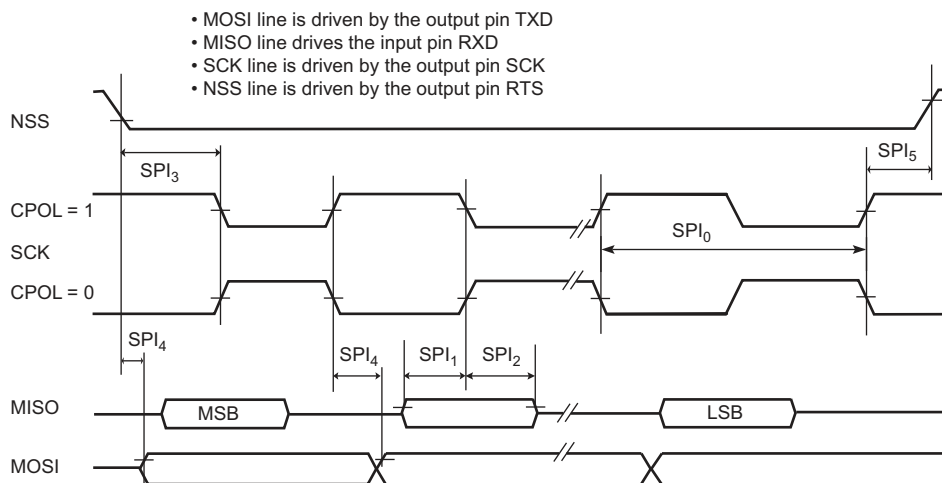 • MOSI line is driven by the output pin TXD
• MISO line drives the input pin RXD
• SCK line is driven by the output pin SCK
• NSS line is driven by the output pin RTS
NSS
SPI3
SPI5
CPOL = 1
SCK
SPI0
CPOL = 0
SPI4
SPI4
SPI1
SPI2
MISO
MSB
LSB
MOSI